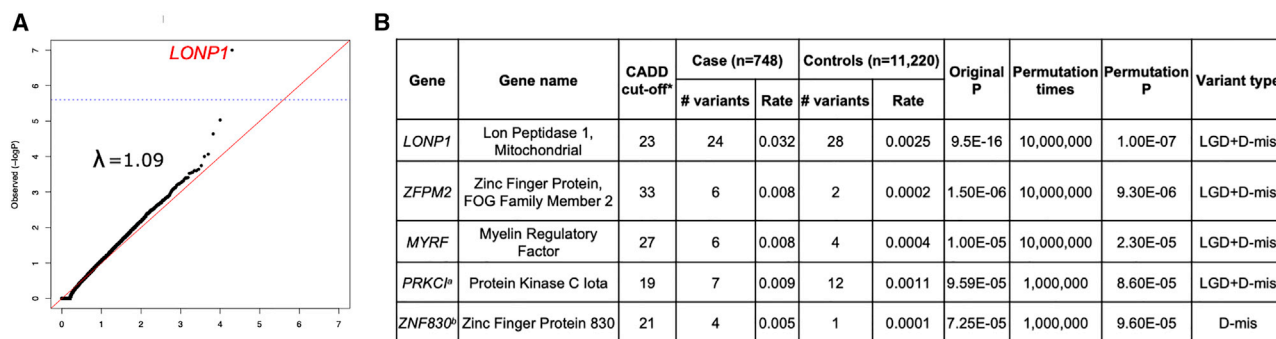 A
LONP1
λ=1.09
Observed (−logP)
0 1 2 3 4 5 6 7
0 1 2 3 4 5 6 7
B
Gene Gene name CADD cut-off* Case (n=748) Controls (n=11,220) Original P Permutation times Permutation P Variant type
# variants Rate # variants Rate
LONP1 Lon Peptidase 1, Mitochondrial 23 24 0.032 28 0.0025 9.5E-16 10,000,000 1.00E-07 LGD+D-mis
ZFPM2 Zinc Finger Protein, FOG Family Member 2 33 6 0.008 2 0.0002 1.50E-06 10,000,000 9.30E-06 LGD+D-mis
MYRF Myelin Regulatory Factor 27 6 0.008 4 0.0004 1.00E-05 10,000,000 2.30E-05 LGD+D-mis
PRKCIᵃ Protein Kinase C Iota 19 7 0.009 12 0.0011 9.59E-05 1,000,000 8.60E-05 LGD+D-mis
ZNF830ᵇ Zinc Finger Protein 830 21 4 0.005 1 0.0001 7.25E-05 1,000,000 9.60E-05 D-mis